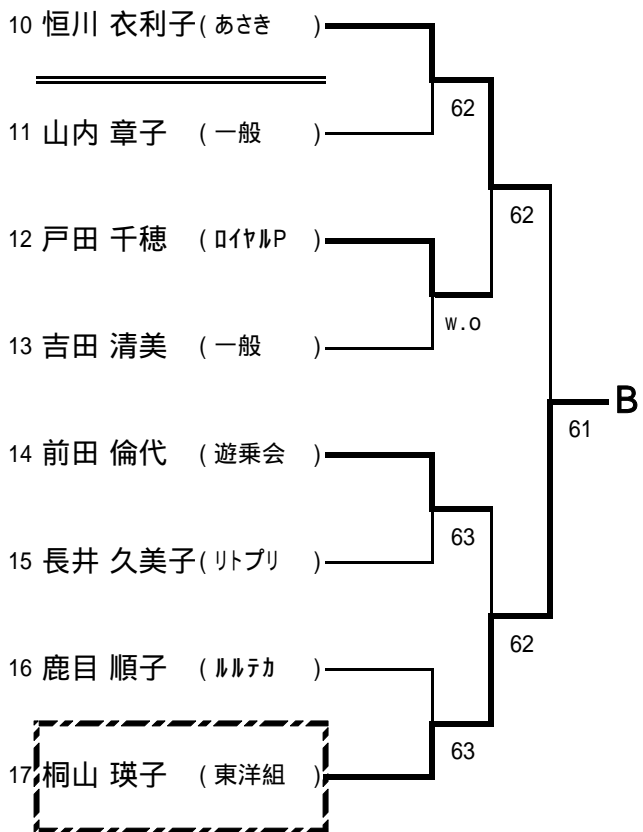 10 恒川 衣利子(あさき )
62
11 山内 章子 (一般 )
62
12 戸田 千穂 (ロイヤルP )
w.o
13 吉田 清美 (一般 )
B
61
14 前田 倫代 (遊乗会 )
63
15 長井 久美子(リトプリ )
62
16 鹿目 順子 (ルルテカ )
63
17 桐山 瑛子 (東洋組 )